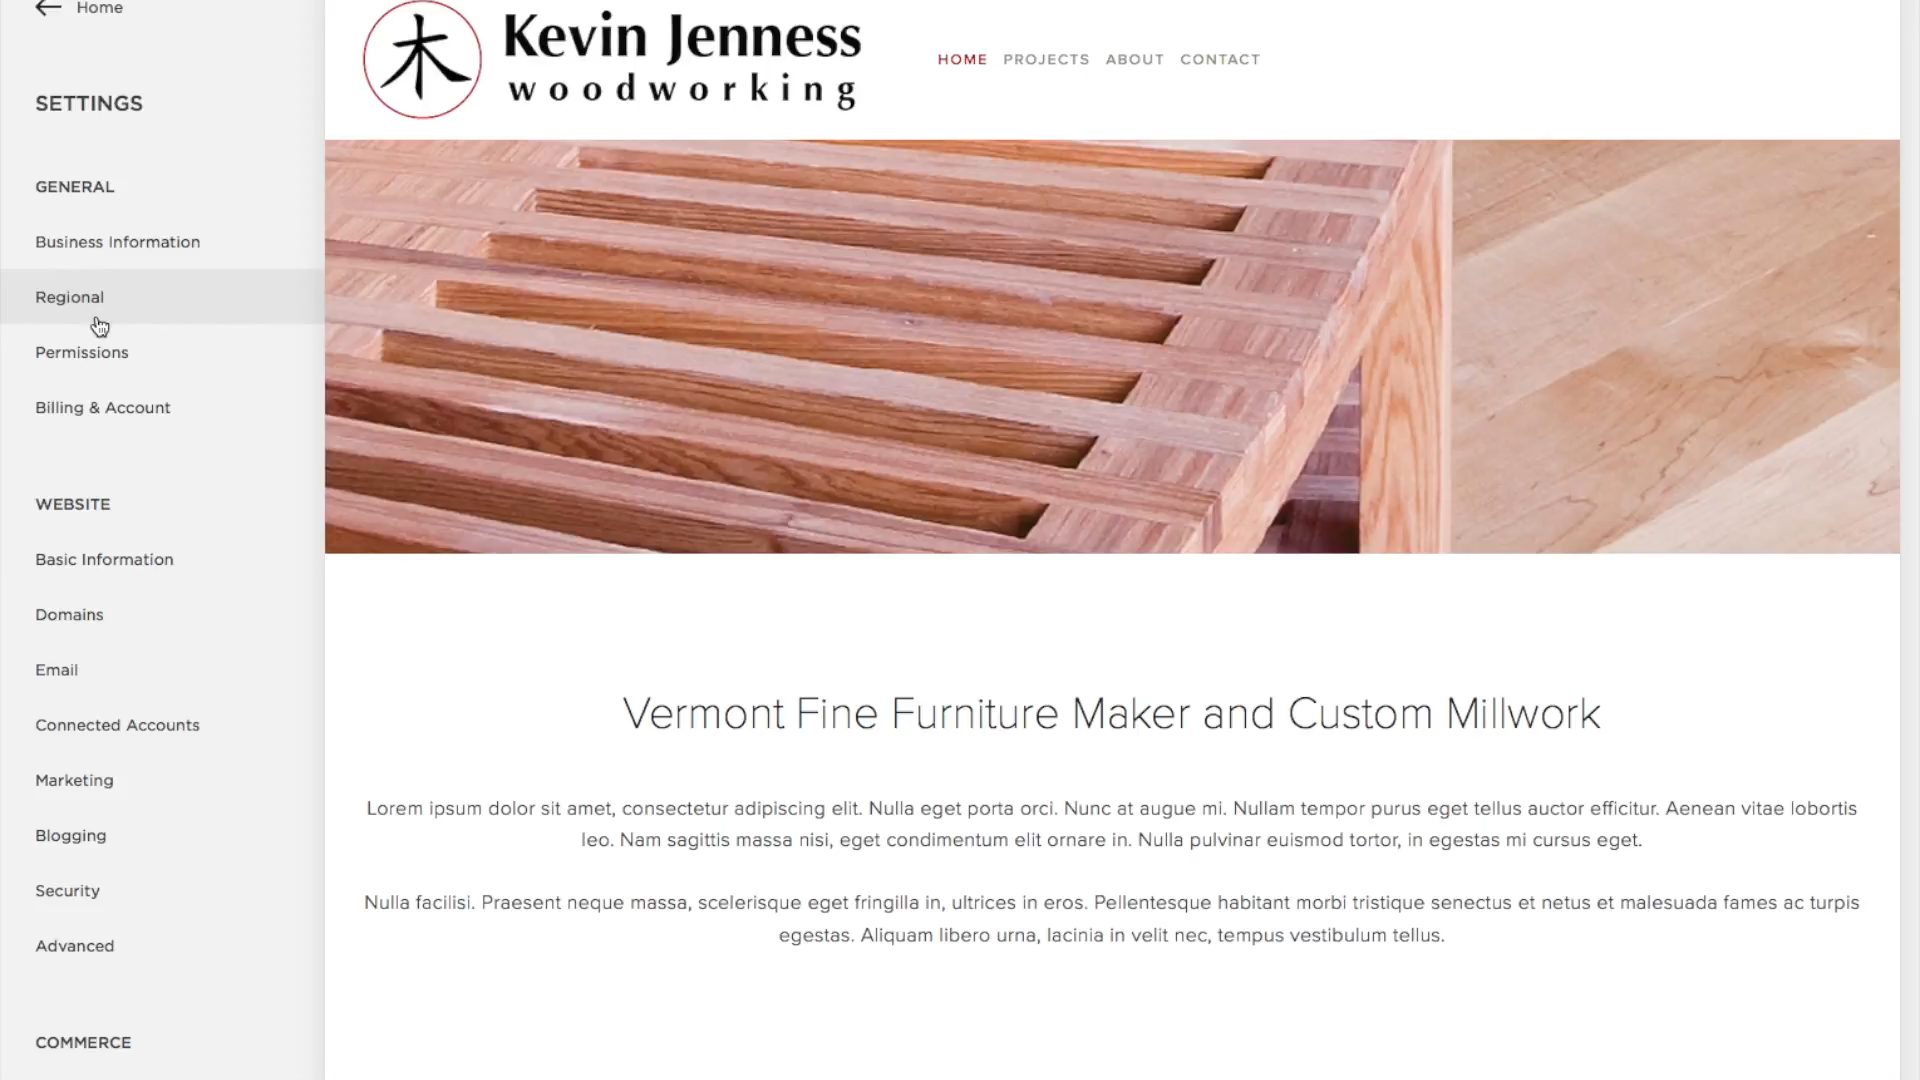 Home
SETTINGS
GENERAL
Business Information
Regional
Permissions
Billing & Account
WEBSITE
Basic Information
Domains
Email
Connected Accounts
Marketing
Blogging
Security
Advanced
COMMERCE
木
Kevin Jenness
woodworking
HOME PROJECTS ABOUT CONTACT
Vermont Fine Furniture Maker and Custom Millwork
Lorem ipsum dolor sit amet, consectetur adipiscing elit. Nulla eget porta orci. Nunc at augue mi. Nullam tempor purus eget tellus auctor efficitur. Aenean vitae lobortis
leo. Nam sagittis massa nisi, eget condimentum elit ornare in. Nulla pulvinar euismod tortor, in egestas mi cursus eget.
Nulla facilisi. Praesent neque massa, scelerisque eget fringilla in, ultrices in eros. Pellentesque habitant morbi tristique senectus et netus et malesuada fames ac turpis
egestas. Aliquam libero urna, lacinia in velit nec, tempus vestibulum tellus.